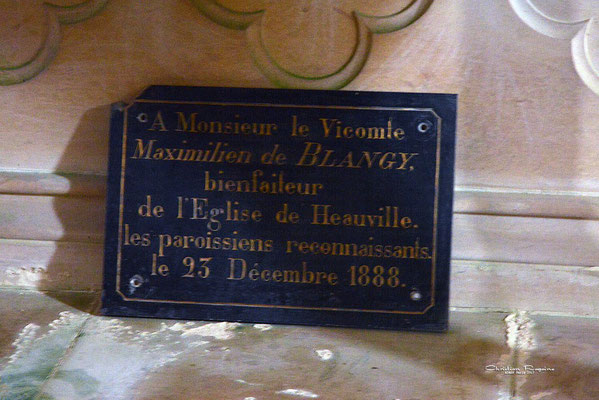 A Monsieur le Vicomte
Maximilien de BLANGY,
bienfaiteur
de l'Eglise de Heauville.
les paroissiens reconnaissants.
le 23 Décembre 1888.